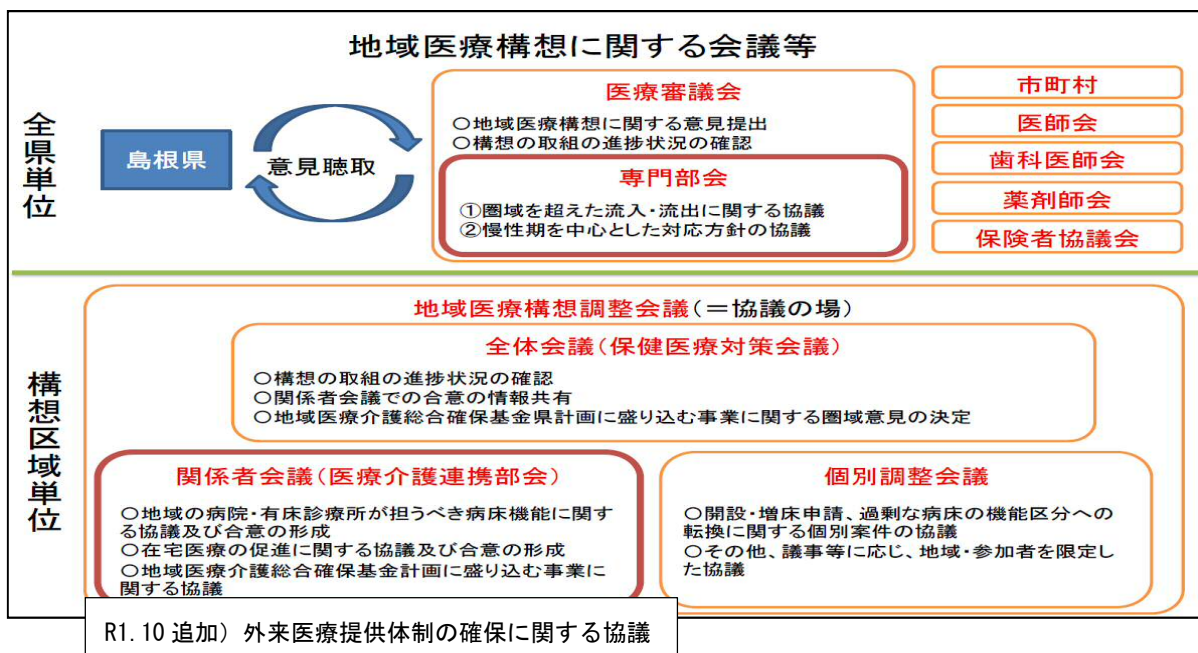 地域医療構想に関する会議等
全県単位
島根県
意見聴取
医療審議会
○地域医療構想に関する意見提出
○構想の取組の進捗状況の確認
専門部会
①圏域を超えた流入・流出に関する協議
②慢性期を中心とした対応方針の協議
市町村
医師会
歯科医師会
薬剤師会
保険者協議会
構想区域単位
地域医療構想調整会議(＝協議の場)
全体会議(保健医療対策会議)
○構想の取組の進捗状況の確認
○関係者会議での合意の情報共有
○地域医療介護総合確保基金県計画に盛り込む事業に関する圏域意見の決定
関係者会議(医療介護連携部会)
○地域の病院・有床診療所が担うべき病床機能に関す
る協議及び合意の形成
○在宅医療の促進に関する協議及び合意の形成
○地域医療介護総合確保基金計画に盛り込む事業に
関する協議
個別調整会議
○開設・増床申請、過剰な病床の機能区分への
転換に関する個別案件の協議
○その他、議事等に応じ、地域・参加者を限定し
た協議
R1.10 追加） 外来医療提供体制の確保に関する協議